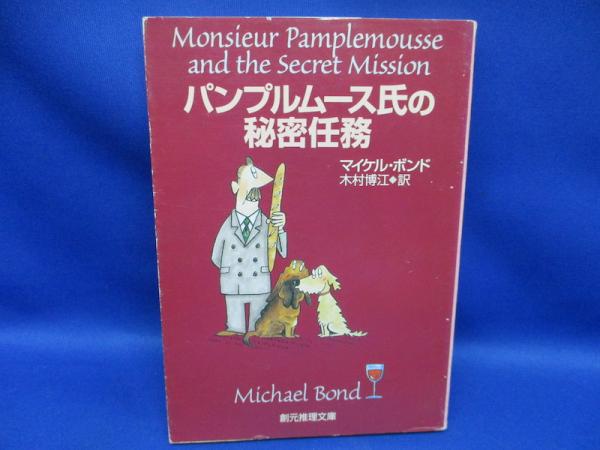 Monsieur Pamplemousse
and the Secret Mission
パンプルムース氏の
秘密任務
マイケル・ボンド
木村博江◆訳
Michael Bond
創元推理文庫